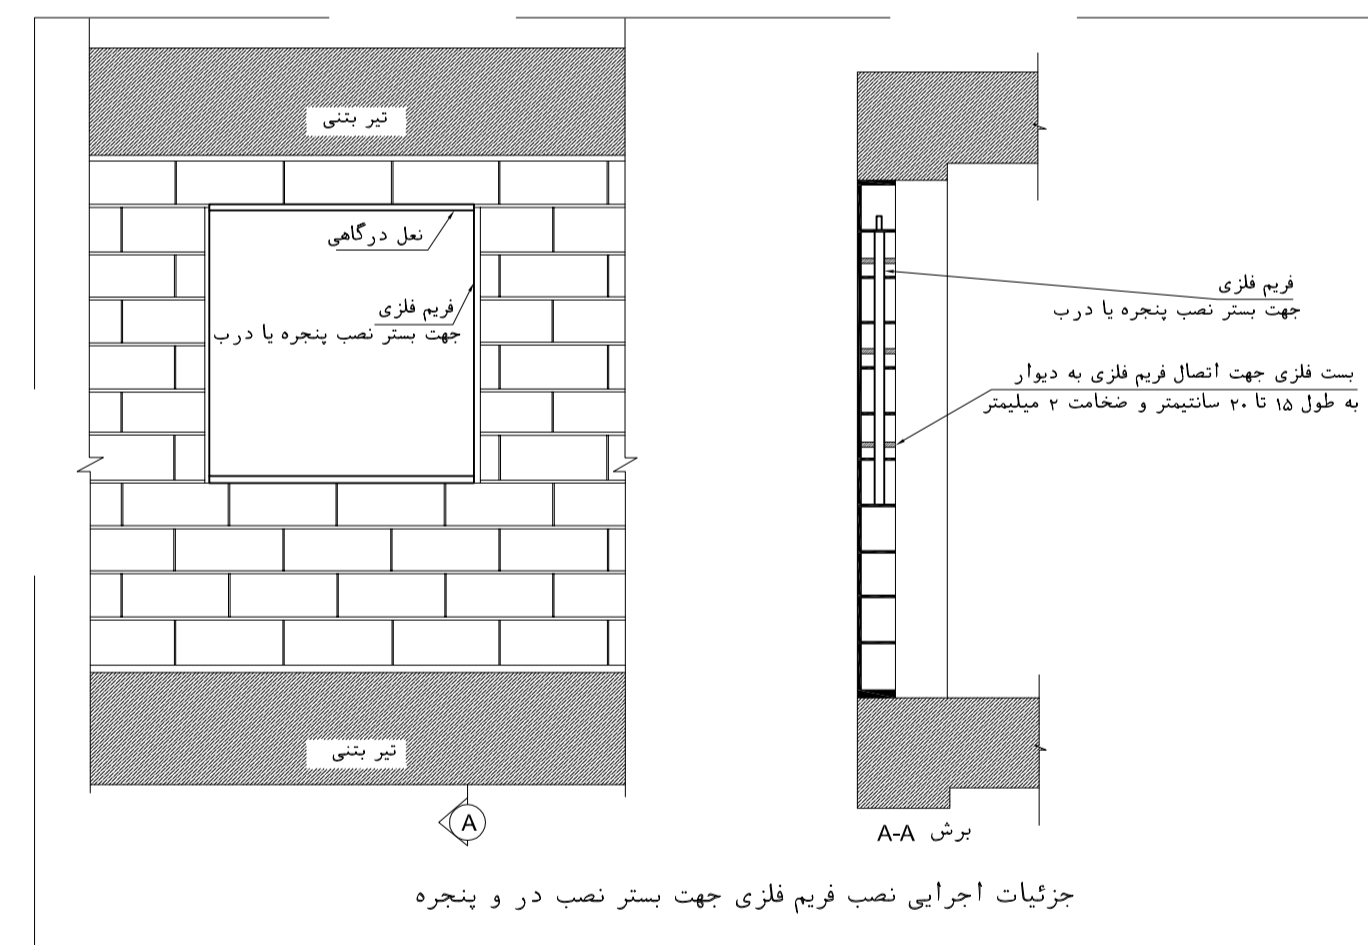 تیر بتنی
نعل درگاهی
فریم فلزی
جهت بستر نصب پنجره یا درب
تیر بتنی
A
فریم فلزی
جهت بستر نصب پنجره یا درب
بست فلزی جهت اتصال فریم فلزی به دیوار
به طول ۱۵ تا ۲۰ سانتیمتر و ضخامت ۲ میلیمتر
برش A-A
جزئیات اجرایی نصب فریم فلزی جهت بستر نصب در و پنجره